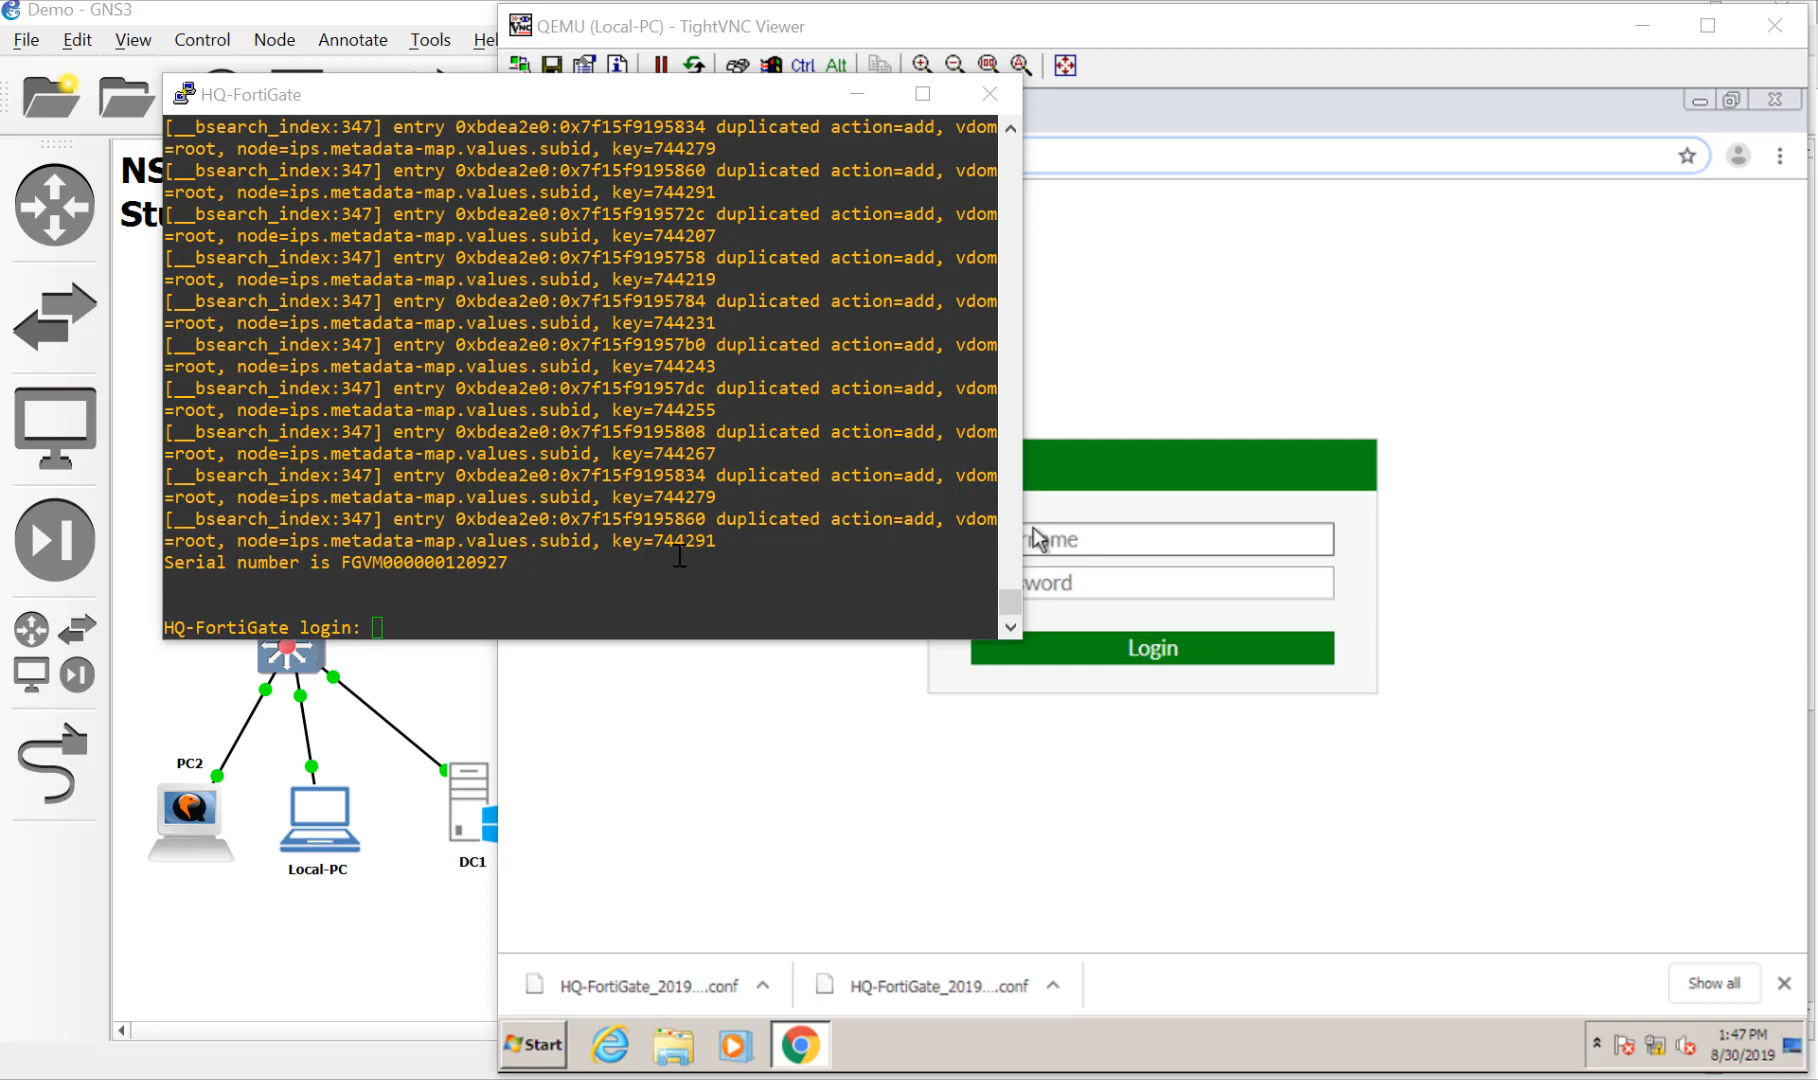 Demo - GNS3
File Edit View Control Node Annotate Tools Hel
QEMU (Local-PC) - TightVNC Viewer
Ctrl Alt
HQ-FortiGate
[__bsearch_index:347] entry 0xbdea2e0:0x7f15f9195834 duplicated action=add, vdom
=root, node=ips.metadata-map.values.subid, key=744279
[__bsearch_index:347] entry 0xbdea2e0:0x7f15f9195860 duplicated action=add, vdom
=root, node=ips.metadata-map.values.subid, key=744291
[__bsearch_index:347] entry 0xbdea2e0:0x7f15f919572c duplicated action=add, vdom
=root, node=ips.metadata-map.values.subid, key=744207
[__bsearch_index:347] entry 0xbdea2e0:0x7f15f9195758 duplicated action=add, vdom
=root, node=ips.metadata-map.values.subid, key=744219
[__bsearch_index:347] entry 0xbdea2e0:0x7f15f9195784 duplicated action=add, vdom
=root, node=ips.metadata-map.values.subid, key=744231
[__bsearch_index:347] entry 0xbdea2e0:0x7f15f91957b0 duplicated action=add, vdom
=root, node=ips.metadata-map.values.subid, key=744243
[__bsearch_index:347] entry 0xbdea2e0:0x7f15f91957dc duplicated action=add, vdom
=root, node=ips.metadata-map.values.subid, key=744255
[__bsearch_index:347] entry 0xbdea2e0:0x7f15f9195808 duplicated action=add, vdom
=root, node=ips.metadata-map.values.subid, key=744267
[__bsearch_index:347] entry 0xbdea2e0:0x7f15f9195834 duplicated action=add, vdom
=root, node=ips.metadata-map.values.subid, key=744279
[__bsearch_index:347] entry 0xbdea2e0:0x7f15f9195860 duplicated action=add, vdom
=root, node=ips.metadata-map.values.subid, key=744291
Serial number is FGVM000000120927
HQ-FortiGate login:
NS
Stu
PC2
Local-PC
DC1
name
sword
Login
HQ-FortiGate_2019....conf
HQ-FortiGate_2019....conf
Show all
Start
1:47 PM
8/30/2019